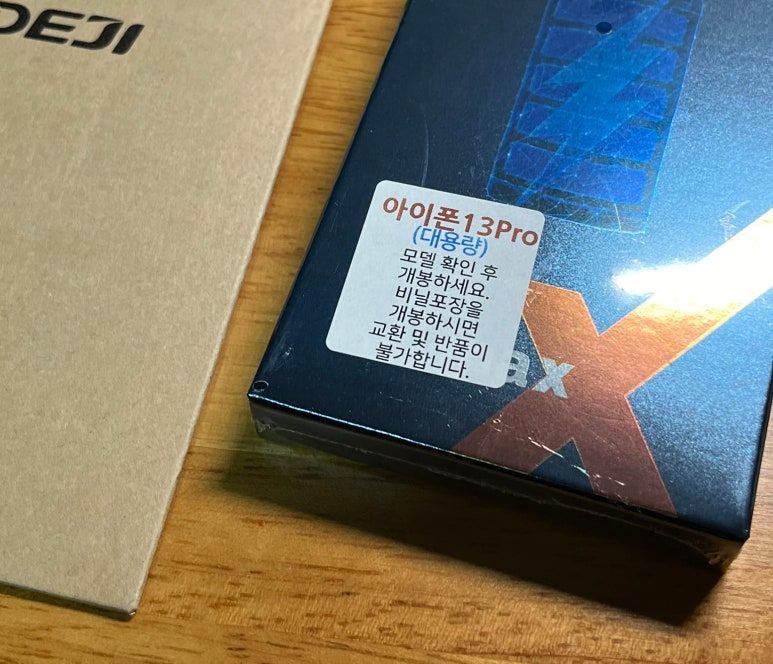 DEJI
아이폰13Pro
(대용량)
모델 확인 후
개봉하세요.
비닐포장을
개봉하시면
교환 및 반품이
불가합니다.
ax
X